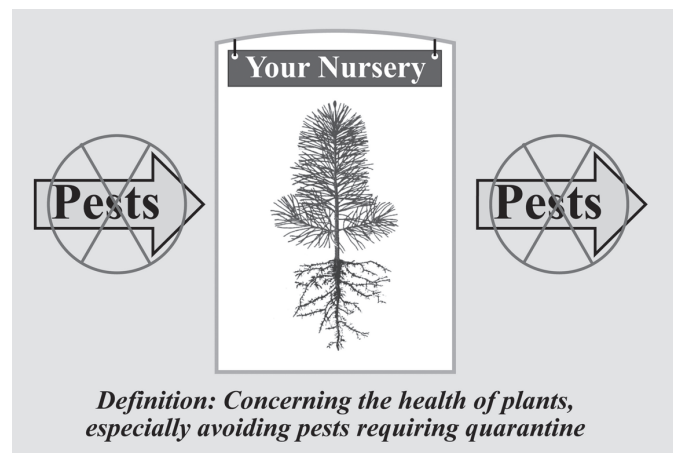 Your Nursery
Pests
Pests
Definition: Concerning the health of plants,
especially avoiding pests requiring quarantine